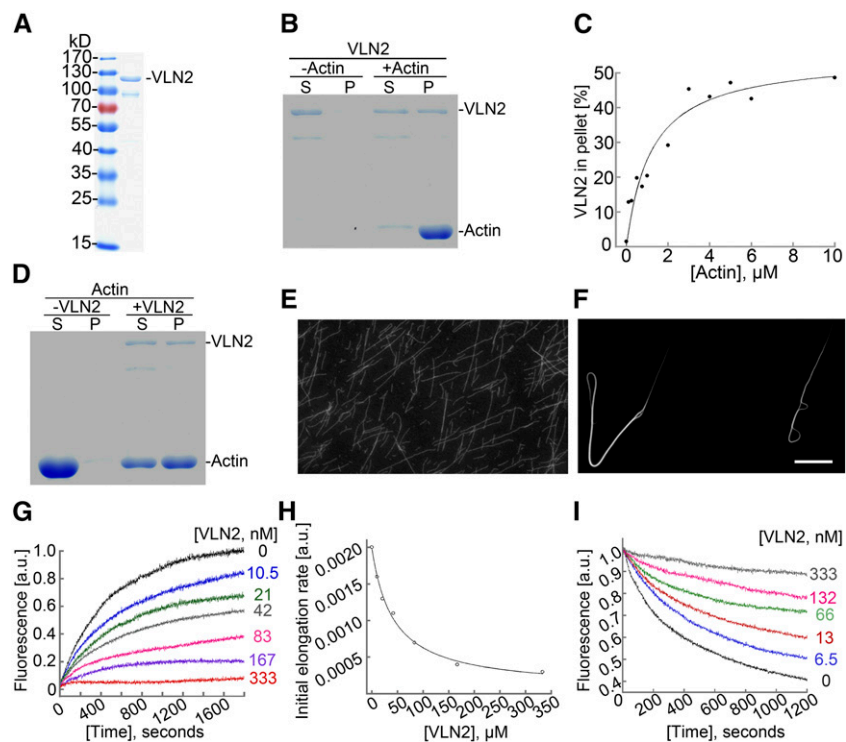 A
kD
170-
130-
100-
70-
55-
40-
35-
25-
15-
-VLN2
B
VLN2
-Actin +Actin
S P S P
-VLN2
-Actin
C
VLN2 in pellet [%]
50
40
30
20
10
0
0 2 4 6 8 10
[Actin], μM
D
Actin
-VLN2 +VLN2
S P S P
-VLN2
-Actin
E
F
G
[VLN2, nM]
Fluorescence [a.u.]
1.0
0.8
0.6
0.4
0.2
0
0
10.5
21
42
83
167
333
0 400 800 1200 1600
[Time], seconds
H
Initial elongation rate [a.u.]
0.0020
0.0015
0.0010
0.0005
0 50 100 150 200 250 300 350
[VLN2], μM
I
[VLN2, nM]
Fluorescence [a.u.]
1.0
0.9
0.8
0.7
0.6
0.5
0.4
333
132
66
13
6.5
0
0 200 400 600 800 1000 1200
[Time], seconds